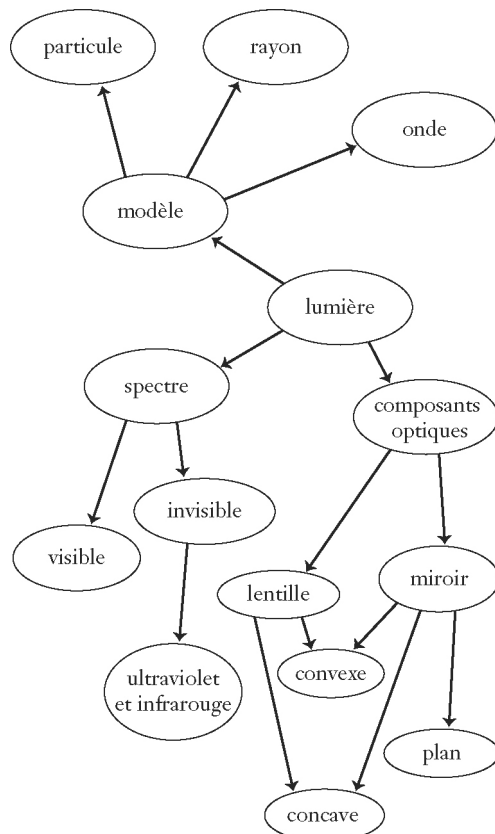 particule
rayon
onde
modèle
lumière
spectre
composants
optiques
invisible
visible
lentille
miroir
ultraviolet
et infrarouge
convexe
plan
concave